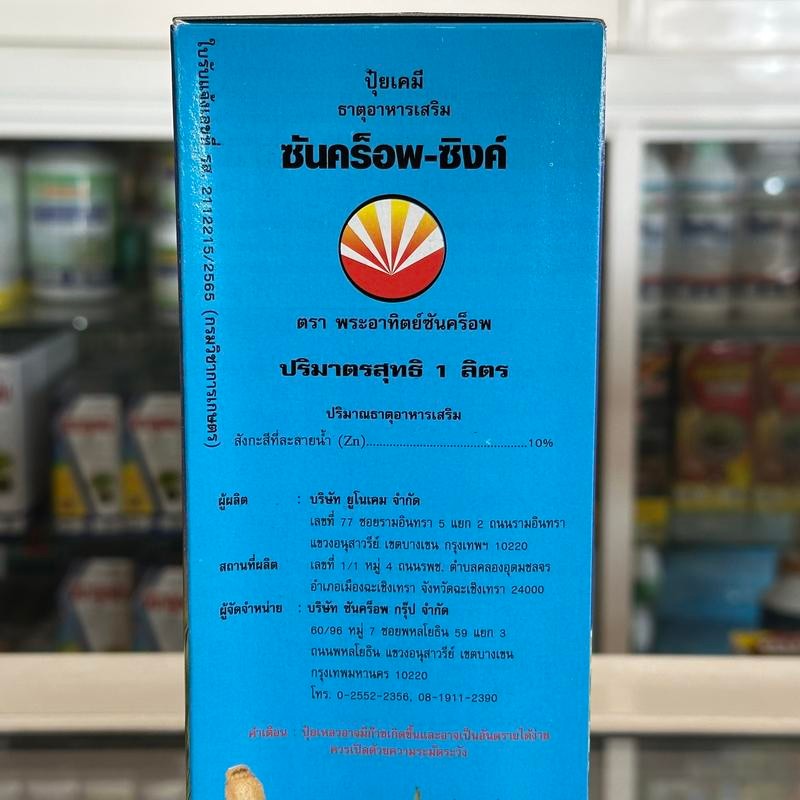 ใบรับแจ้งเลขที่ รส. 2112215/2565 (กรมวิชาการเกษตร)
ปุ๋ยเคมี
ธาตุอาหารเสริม
ซันคร็อพ-ซิงค์
ตรา พระอาทิตย์ซันคร็อพ
ปริมาตรสุทธิ 1 ลิตร
ปริมาณธาตุอาหารเสริม
สังกะสีที่ละลายน้ำ (Zn)..........................................10%
ผู้ผลิต : บริษัท ยูโนเคม จำกัด
เลขที่ 77 ซอยรามอินทรา 5 แยก 2 ถนนรามอินทรา
แขวงอนุสาวรีย์ เขตบางเขน กรุงเทพฯ 10220
สถานที่ผลิต เลขที่ 1/1 หมู่ 4 ถนนรพช. ตำบลคลองอุดมชลจร
อำเภอเมืองฉะเชิงเทรา จังหวัดฉะเชิงเทรา 24000
ผู้จัดจำหน่าย : บริษัท ซันคร็อพ กรุ๊ป จำกัด
60/96 หมู่ 7 ซอยพหลโยธิน 59 แยก 3
ถนนพหลโยธิน แขวงอนุสาวรีย์ เขตบางเขน
กรุงเทพมหานคร 10220
โทร. 0-2552-2356, 08-1911-2390
คำเตือน : ปุ๋ยเหลวอาจมีก๊าซเกิดขึ้นและอาจเป็นอันตรายได้ง่าย
ควรเปิดด้วยความระมัดระวัง